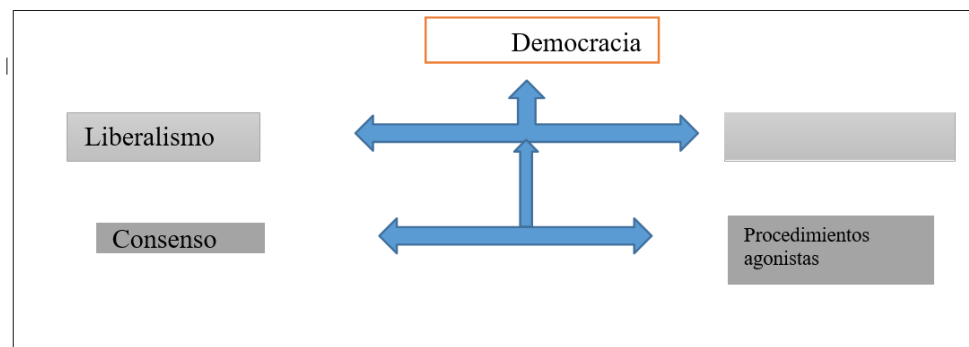 Democracia
Liberalismo
Consenso
Procedimientos
agonistas